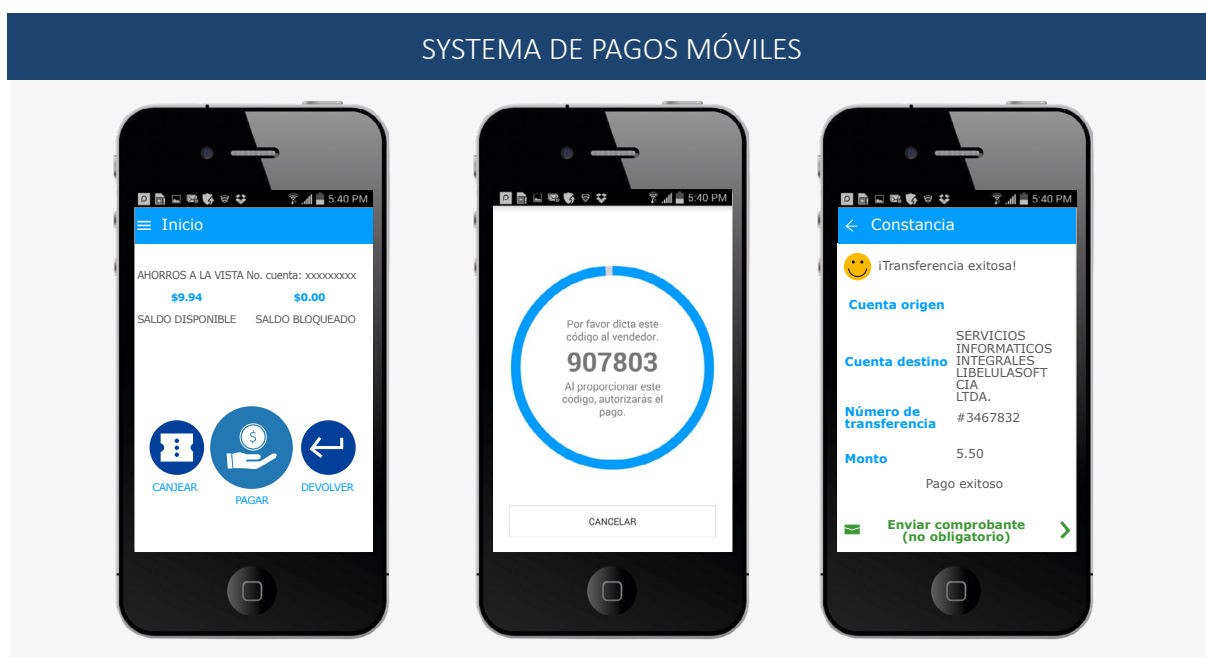 SYSTEMA DE PAGOS MÓVILES
5:40 PM
Inicio
AHORROS A LA VISTA No. cuenta: xxxxxxxxx
$9.94 $0.00
SALDO DISPONIBLE SALDO BLOQUEADO
$
CANJEAR
PAGAR
DEVOLVER
5:40 PM
Por favor dicta este
código al vendedor.
907803
Al proporcionar este
código, autorizarás el
pago.
CANCELAR
5:40 PM
Constancia
¡Transferencia exitosa!
Cuenta origen
Cuenta destino
SERVICIOS
INFORMATICOS
INTEGRALES
LIBELULASOFT
CIA
LTDA.
Número de
transferencia
#3467832
Monto
5.50
Pago exitoso
Enviar comprobante
(no obligatorio)